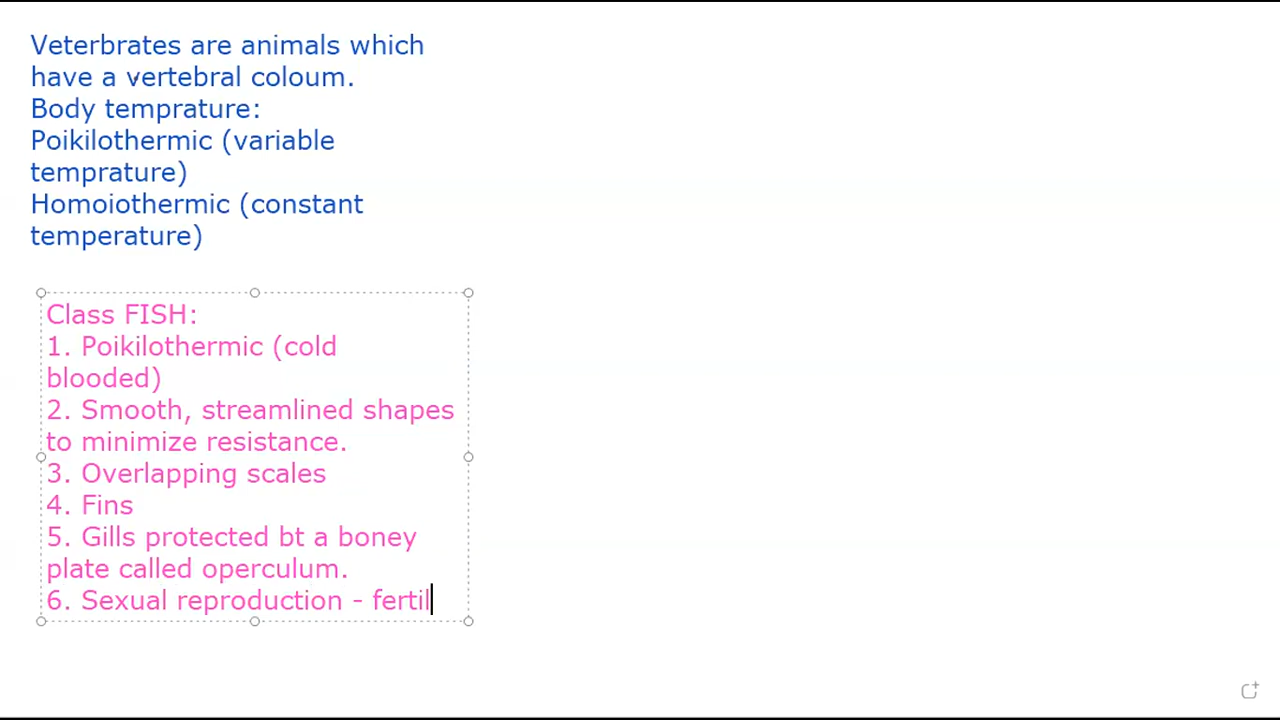 Veterbrates are animals which
have a vertebral coloum.
Body temprature:
Poikilothermic (variable
temprature)
Homoiothermic (constant
temperature)
Class FISH:
1. Poikilothermic (cold
blooded)
2. Smooth, streamlined shapes
to minimize resistance.
3. Overlapping scales
4. Fins
5. Gills protected bt a boney
plate called operculum.
6. Sexual reproduction - fertil